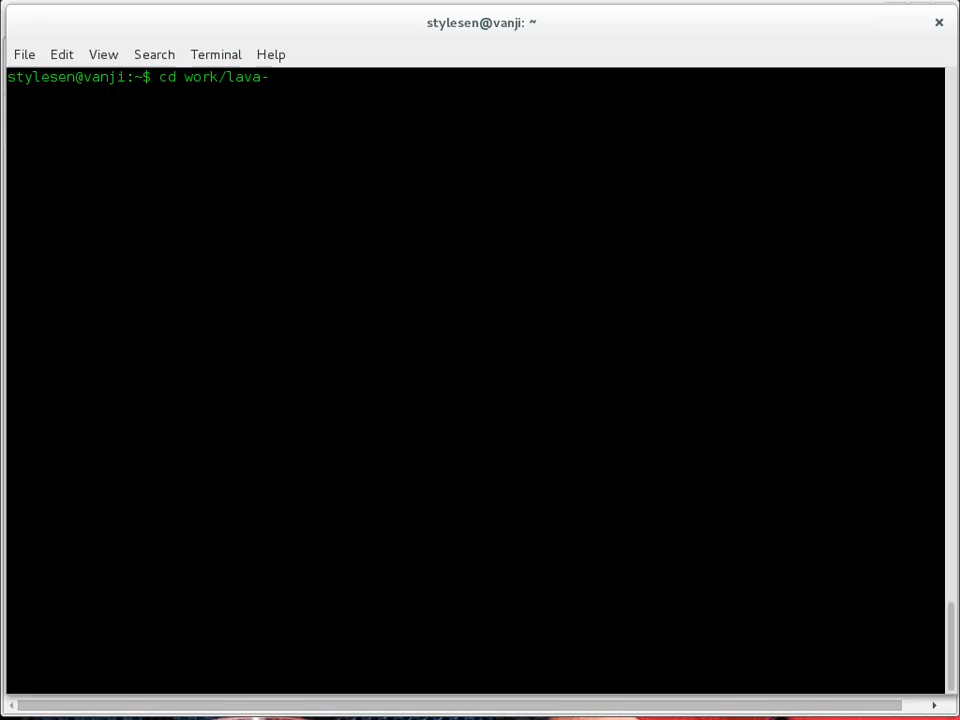 stylesen@vanji: ~
File Edit View Search Terminal Help
stylesen@vanji:~$ cd work/lava-